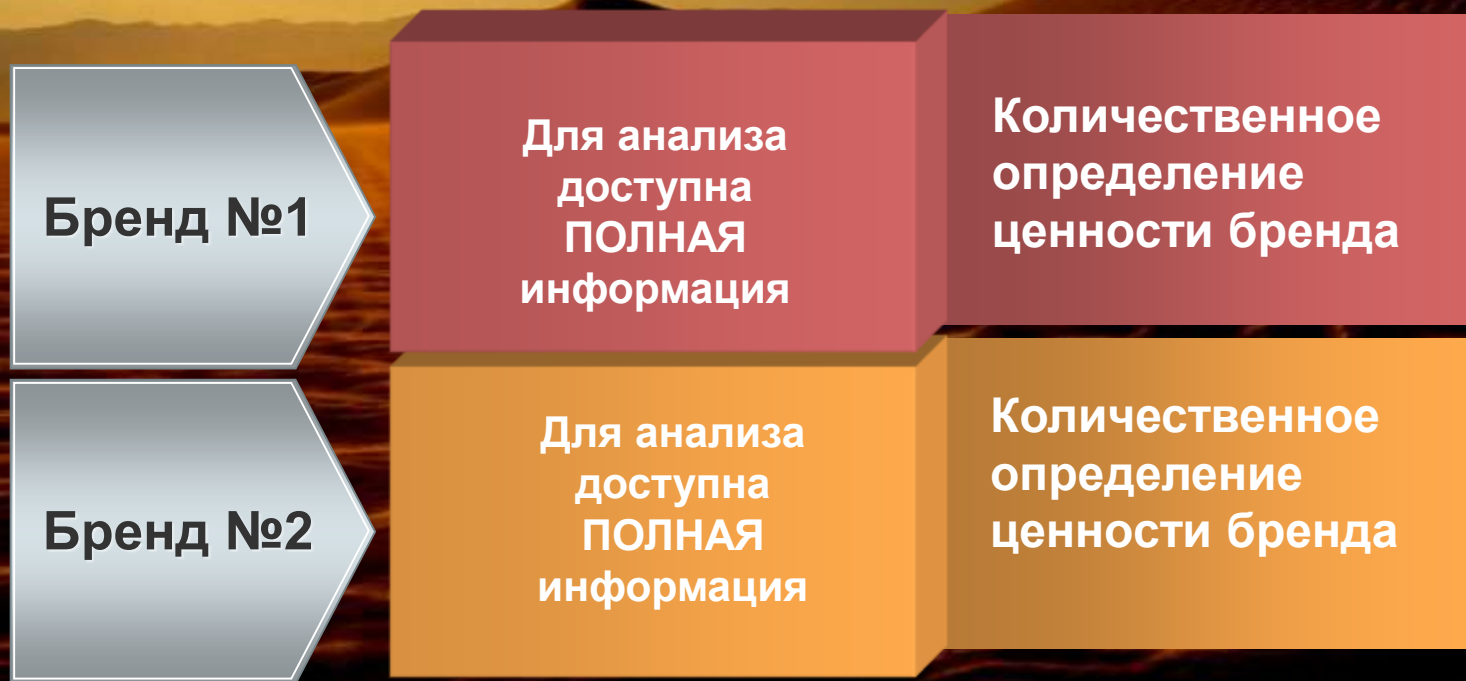 Бренд №1
Для анализа
доступна
ПОЛНАЯ
информация
Количественное
определение
ценности бренда
Бренд №2
Для анализа
доступна
ПОЛНАЯ
информация
Количественное
определение
ценности бренда